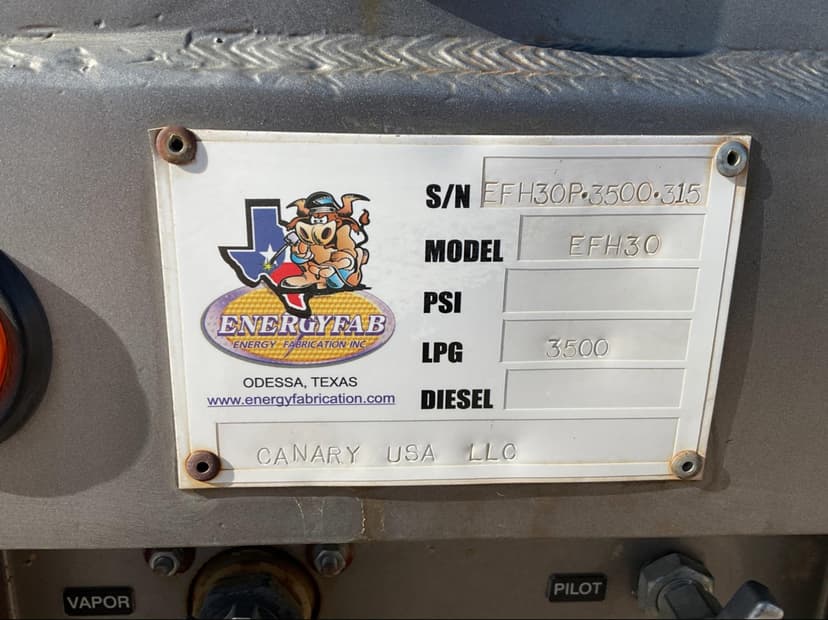 S/N EFH30P·3500·315
MODEL EFH30
PSI
LPG 3500
DIESEL
ENERGYFAB
ENERGY FABRICATION INC
ODESSA, TEXAS
www.energyfabrication.com
CANARY USA LLC
VAPOR
PILOT